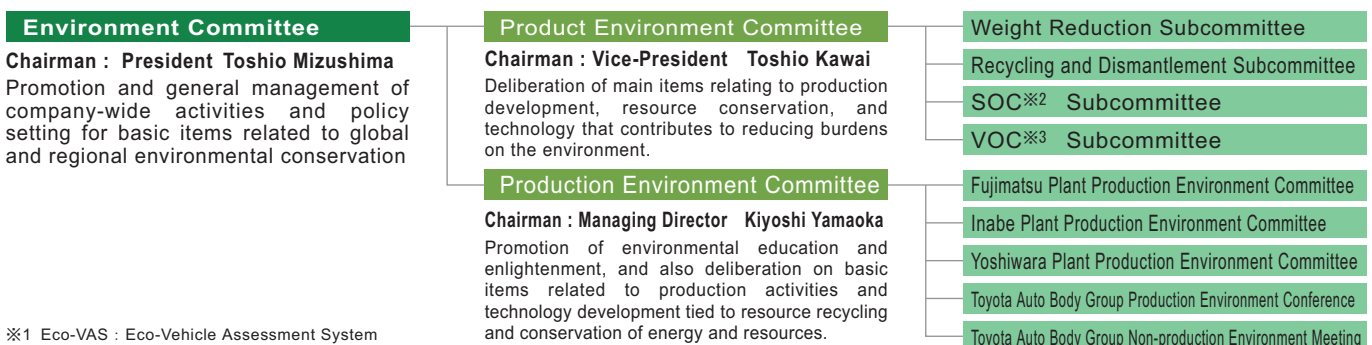 Environment Committee
Chairman : President Toshio Mizushima
Promotion and general management of
company-wide activities and policy
setting for basic items related to global
and regional environmental conservation
※1 Eco-VAS : Eco-Vehicle Assessment System
Product Environment Committee
Chairman : Vice-President Toshio Kawai
Deliberation of main items relating to production
development, resource conservation, and
technology that contributes to reducing burdens
on the environment.
Production Environment Committee
Chairman : Managing Director Kiyoshi Yamaoka
Promotion of environmental education and
enlightenment, and also deliberation on basic
items related to production activities and
technology development tied to resource recycling
and conservation of energy and resources.
Weight Reduction Subcommittee
Recycling and Dismantlement Subcommittee
SOC※2 Subcommittee
VOC※3 Subcommittee
Fujimatsu Plant Production Environment Committee
Inabe Plant Production Environment Committee
Yoshiwara Plant Production Environment Committee
Toyota Auto Body Group Production Environment Conference
Toyota Auto Body Group Non-production Environment Meeting